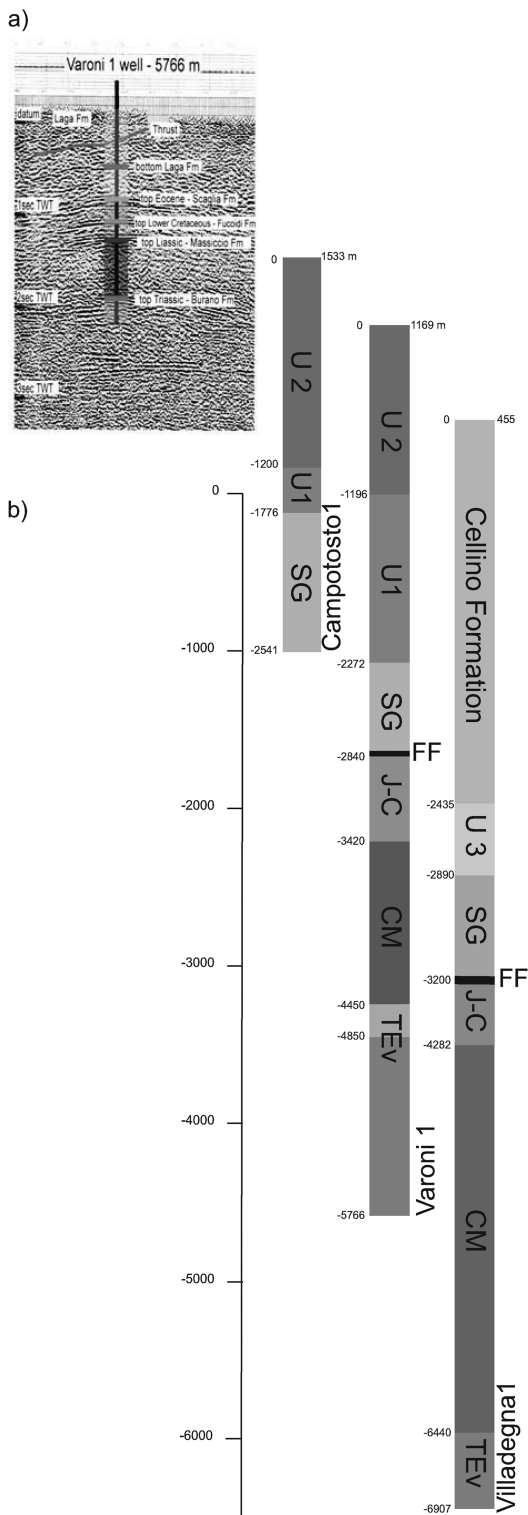 a)
Varoni 1 well - 5766 m
datum
Laga Fm
Thrust
bottom Laga Fm
top Eocene - Scaglia Fm
1sec TWT
top Lower Cretaceous - Fucoidi Fm
top Liassic - Massiccio Fm
2sec TWT
top Triassic - Burano Fm
3sec TWT
b)
0
-1000
-2000
-3000
-4000
-5000
-6000
0
1533 m
U 2
-1200
U1
-1776
SG
-2541
Campotosto1
0
1169 m
U 2
-1196
U1
-2272
SG
-2840
FF
J-C
-3420
CM
-4450
TEv
-4850
-5766
Varoni 1
0
455
Cellino Formation
-2435
U 3
-2890
SG
-3200
FF
J-C
-4282
CM
-6440
TEv
-6907
Villadegna1